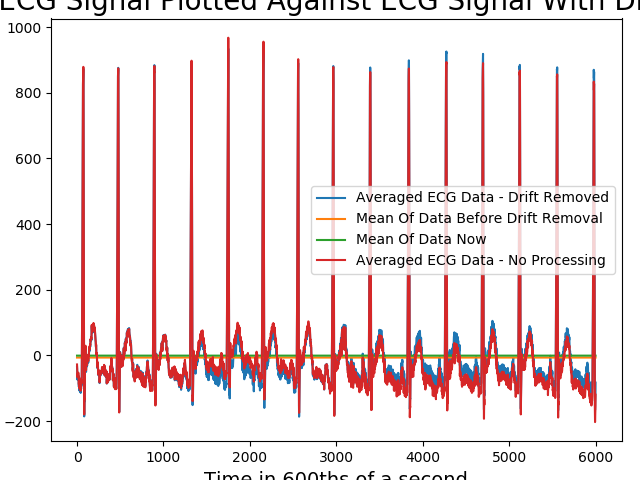 ECG Signal Plotted Against ECG Signal With
1000
800
600
400
200
0
−200
Averaged ECG Data - Drift Removed
Mean Of Data Before Drift Removal
Mean Of Data Now
Averaged ECG Data - No Processing
0 1000 2000 3000 4000 5000 6000
Time in 600ths of a second